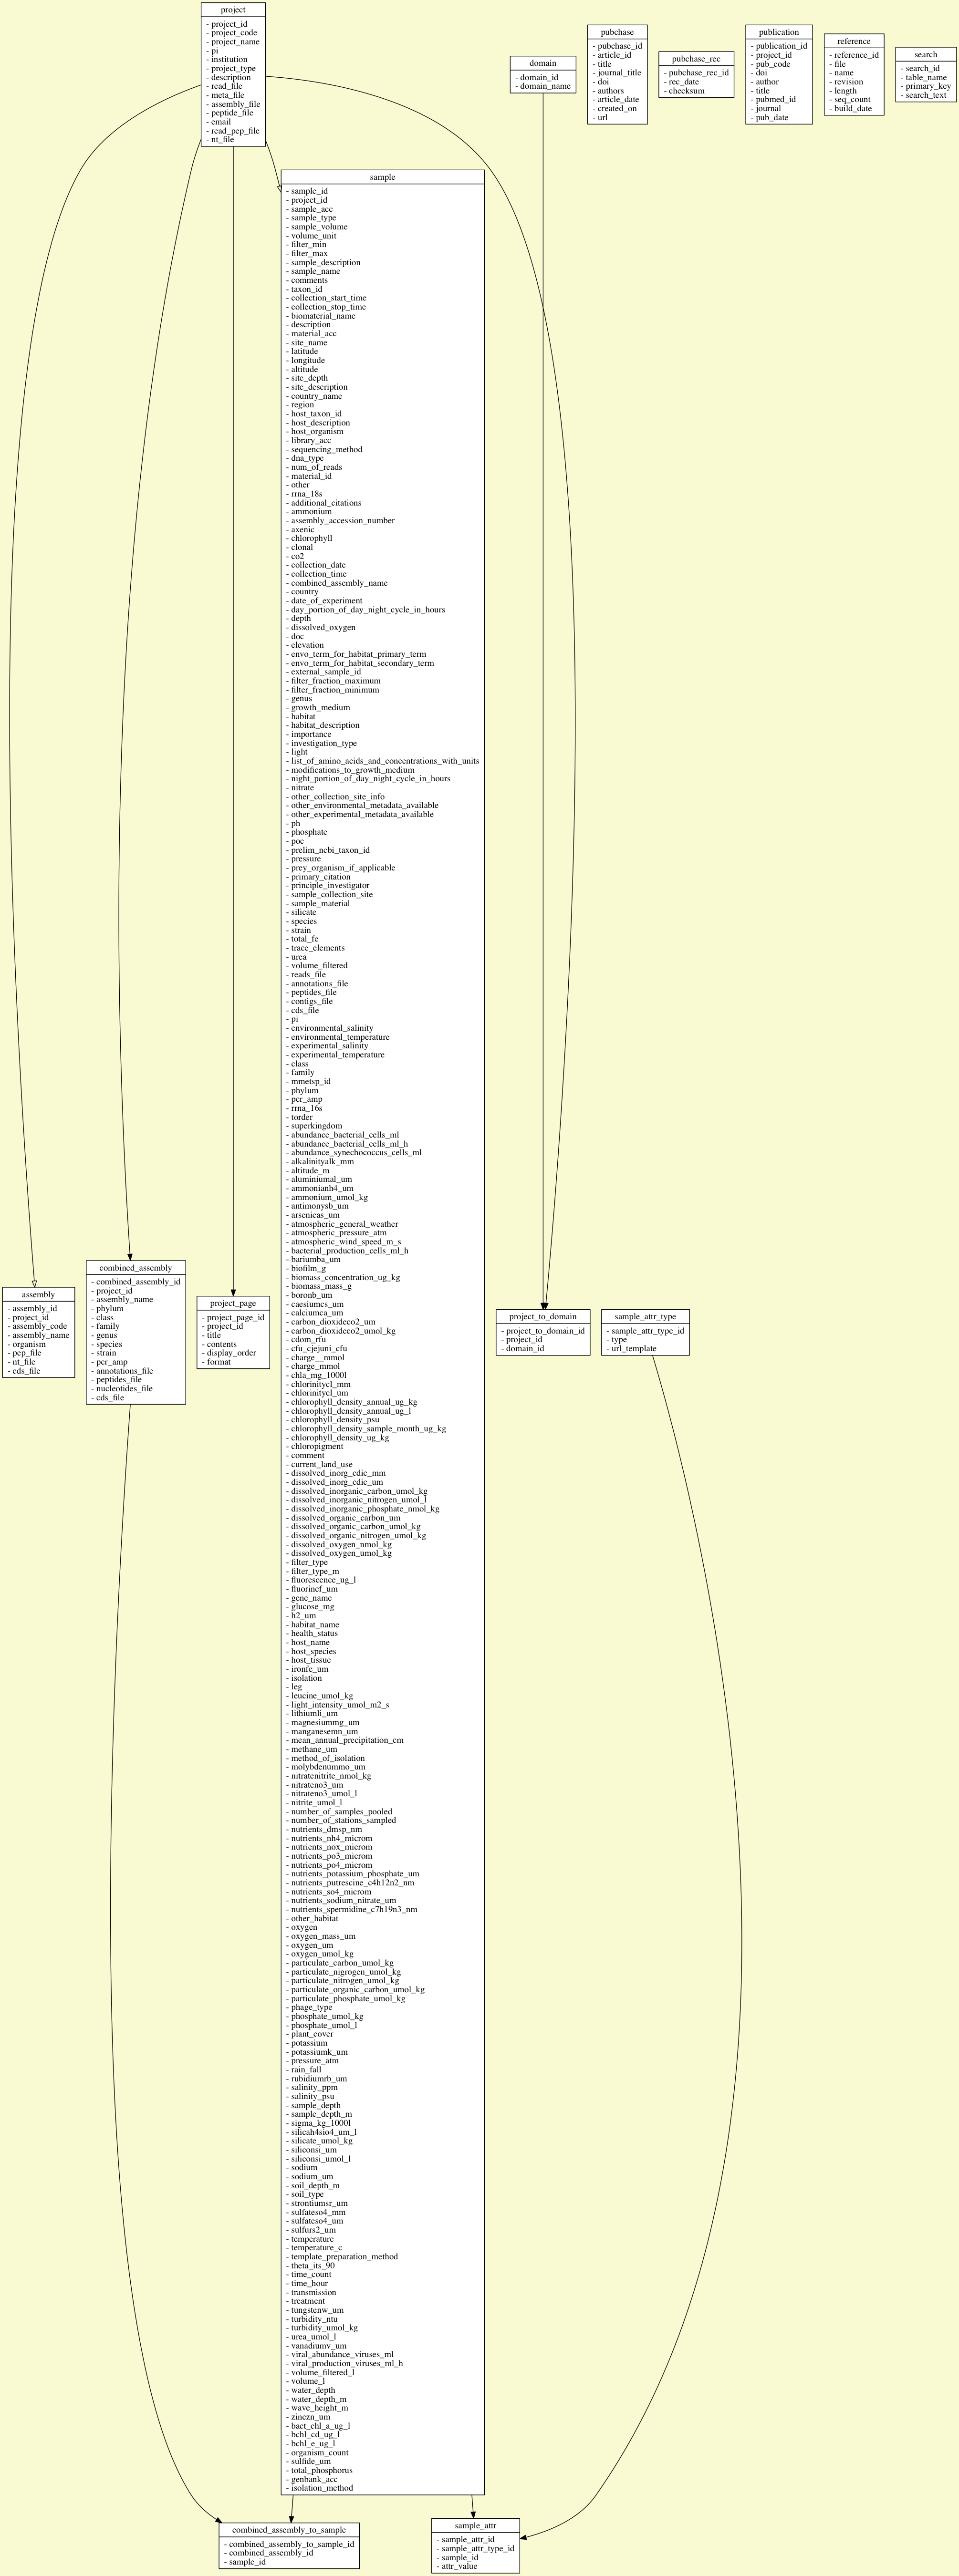 project
- project_id
- project_code
- project_name
- pi
- institution
- project_type
- description
- read_file
- meta_file
- assembly_file
- peptide_file
- email
- read_pep_file
- nt_file
domain
- domain_id
- domain_name
pubchase
- pubchase_id
- article_id
- title
- journal_title
- doi
- authors
- article_date
- created_on
- url
pubchase_rec
- pubchase_rec_id
- rec_date
- checksum
publication
- publication_id
- project_id
- pub_code
- doi
- author
- title
- pubmed_id
- journal
- pub_date
reference
- reference_id
- file
- name
- revision
- length
- seq_count
- build_date
search
- search_id
- table_name
- primary_key
- search_text
sample
- sample_id
- project_id
- sample_acc
- sample_type
- sample_volume
- volume_unit
- filter_min
- filter_max
- sample_description
- sample_name
- comments
- taxon_id
- collection_start_time
- collection_stop_time
- biomaterial_name
- description
- material_acc
- site_name
- latitude
- longitude
- altitude
- site_depth
- site_description
- country_name
- region
- host_taxon_id
- host_description
- host_organism
- library_acc
- sequencing_method
- dna_type
- num_of_reads
- material_id
- other
- rrna_18s
- additional_citations
- ammonium
- assembly_accession_number
- axenic
- chlorophyll
- clonal
- co2
- collection_date
- collection_time
- combined_assembly_name
- country
- date_of_experiment
- day_portion_of_day_night_cycle_in_hours
- depth
- dissolved_oxygen
- doc
- elevation
- envo_term_for_habitat_primary_term
- envo_term_for_habitat_secondary_term
- external_sample_id
- filter_fraction_maximum
- filter_fraction_minimum
- genus
- growth_medium
- habitat
- habitat_description
- importance
- investigation_type
- light
- list_of_amino_acids_and_concentrations_with_units
- modifications_to_growth_medium
- night_portion_of_day_night_cycle_in_hours
- nitrate
- other_collection_site_info
- other_environmental_metadata_available
- other_experimental_metadata_available
- ph
- phosphate
- poc
- prelim_ncbi_taxon_id
- pressure
- prey_organism_if_applicable
- primary_citation
- principle_investigator
- sample_collection_site
- sample_material
- silicate
- species
- strain
- total_fe
- trace_elements
- urea
- volume_filtered
- reads_file
- annotations_file
- peptides_file
- contigs_file
- cds_file
- pi
- environmental_salinity
- environmental_temperature
- experimental_salinity
- experimental_temperature
- class
- family
- mmetsp_id
- phylum
- pcr_amp
- rrna_16s
- torder
- superkingdom
- abundance_bacterial_cells_ml
- abundance_bacterial_cells_ml_h
- abundance_synechococcus_cells_ml
- alkalinityalk_mm
- altitude_m
- aluminiumal_um
- ammonianh4_um
- ammonium_umol_kg
- antimonysb_um
- arsenicas_um
- atmospheric_general_weather
- atmospheric_pressure_atm
- atmospheric_wind_speed_m_s
- bacterial_production_cells_ml_h
- bariumba_um
- biofilm_g
- biomass_concentration_ug_kg
- biomass_mass_g
- boronb_um
- caesiumcs_um
- calciumca_um
- carbon_dioxideco2_um
- carbon_dioxideco2_umol_kg
- cdom_rfu
- cfu_cjejuni_cfu
- charge__mmol
- charge_mmol
- chla_mg_1000l
- chlorinitycl_mm
- chlorinitycl_um
- chlorophyll_density_annual_ug_kg
- chlorophyll_density_annual_ug_l
- chlorophyll_density_psu
- chlorophyll_density_sample_month_ug_kg
- chlorophyll_density_ug_kg
- chloropigment
- comment
- current_land_use
- dissolved_inorg_cdic_mm
- dissolved_inorg_cdic_um
- dissolved_inorganic_carbon_umol_kg
- dissolved_inorganic_nitrogen_umol_l
- dissolved_inorganic_phosphate_nmol_kg
- dissolved_organic_carbon_um
- dissolved_organic_carbon_umol_kg
- dissolved_organic_nitrogen_umol_kg
- dissolved_oxygen_nmol_kg
- dissolved_oxygen_umol_kg
- filter_type
- filter_type_m
- fluorescence_ug_l
- fluorinef_um
- gene_name
- glucose_mg
- h2_um
- habitat_name
- health_status
- host_name
- host_species
- host_tissue
- ironfe_um
- isolation
- leg
- leucine_umol_kg
- light_intensity_umol_m2_s
- lithiumli_um
- magnesiummg_um
- manganesemn_um
- mean_annual_precipitation_cm
- methane_um
- method_of_isolation
- molybdenummo_um
- nitratenitrite_nmol_kg
- nitrateno3_um
- nitrateno3_umol_l
- nitrite_umol_l
- number_of_samples_pooled
- number_of_stations_sampled
- nutrients_dmsp_nm
- nutrients_nh4_microm
- nutrients_nox_microm
- nutrients_po3_microm
- nutrients_po4_microm
- nutrients_potassium_phosphate_um
- nutrients_putrescine_c4h12n2_nm
- nutrients_so4_microm
- nutrients_sodium_nitrate_um
- nutrients_spermidine_c7h19n3_nm
- other_habitat
- oxygen
- oxygen_mass_um
- oxygen_um
- oxygen_umol_kg
- particulate_carbon_umol_kg
- particulate_nigrogen_umol_kg
- particulate_nitrogen_umol_kg
- particulate_organic_carbon_umol_kg
- particulate_phosphate_umol_kg
- phage_type
- phosphate_umol_kg
- phosphate_umol_l
- plant_cover
- potassium
- potassiumk_um
- pressure_atm
- rain_fall
- rubidiumrb_um
- salinity_ppm
- salinity_psu
- sample_depth
- sample_depth_m
- sigma_kg_1000l
- silicah4sio4_um_l
- silicate_umol_kg
- siliconsi_um
- siliconsi_umol_l
- sodium
- sodium_um
- soil_depth_m
- soil_type
- strontiumsr_um
- sulfateso4_mm
- sulfateso4_um
- sulfurs2_um
- temperature
- temperature_c
- template_preparation_method
- theta_its_90
- time_count
- time_hour
- transmission
- treatment
- tungstenw_um
- turbidity_ntu
- turbidity_umol_kg
- urea_umol_l
- vanadiumv_um
- viral_abundance_viruses_ml
- viral_production_viruses_ml_h
- volume_filtered_l
- volume_l
- water_depth
- water_depth_m
- wave_height_m
- zinczn_um
- bact_chl_a_ug_l
- bchl_cd_ug_l
- bchl_e_ug_l
- organism_count
- sulfide_um
- total_phosphorus
- genbank_acc
- isolation_method
assembly
- assembly_id
- project_id
- assembly_code
- assembly_name
- organism
- pep_file
- nt_file
- cds_file
combined_assembly
- combined_assembly_id
- project_id
- assembly_name
- phylum
- class
- family
- genus
- species
- strain
- pcr_amp
- annotations_file
- peptides_file
- nucleotides_file
- cds_file
project_page
- project_page_id
- project_id
- title
- contents
- display_order
- format
project_to_domain
- project_to_domain_id
- project_id
- domain_id
sample_attr_type
- sample_attr_type_id
- type
- url_template
combined_assembly_to_sample
- combined_assembly_to_sample_id
- combined_assembly_id
- sample_id
sample_attr
- sample_attr_id
- sample_attr_type_id
- sample_id
- attr_value